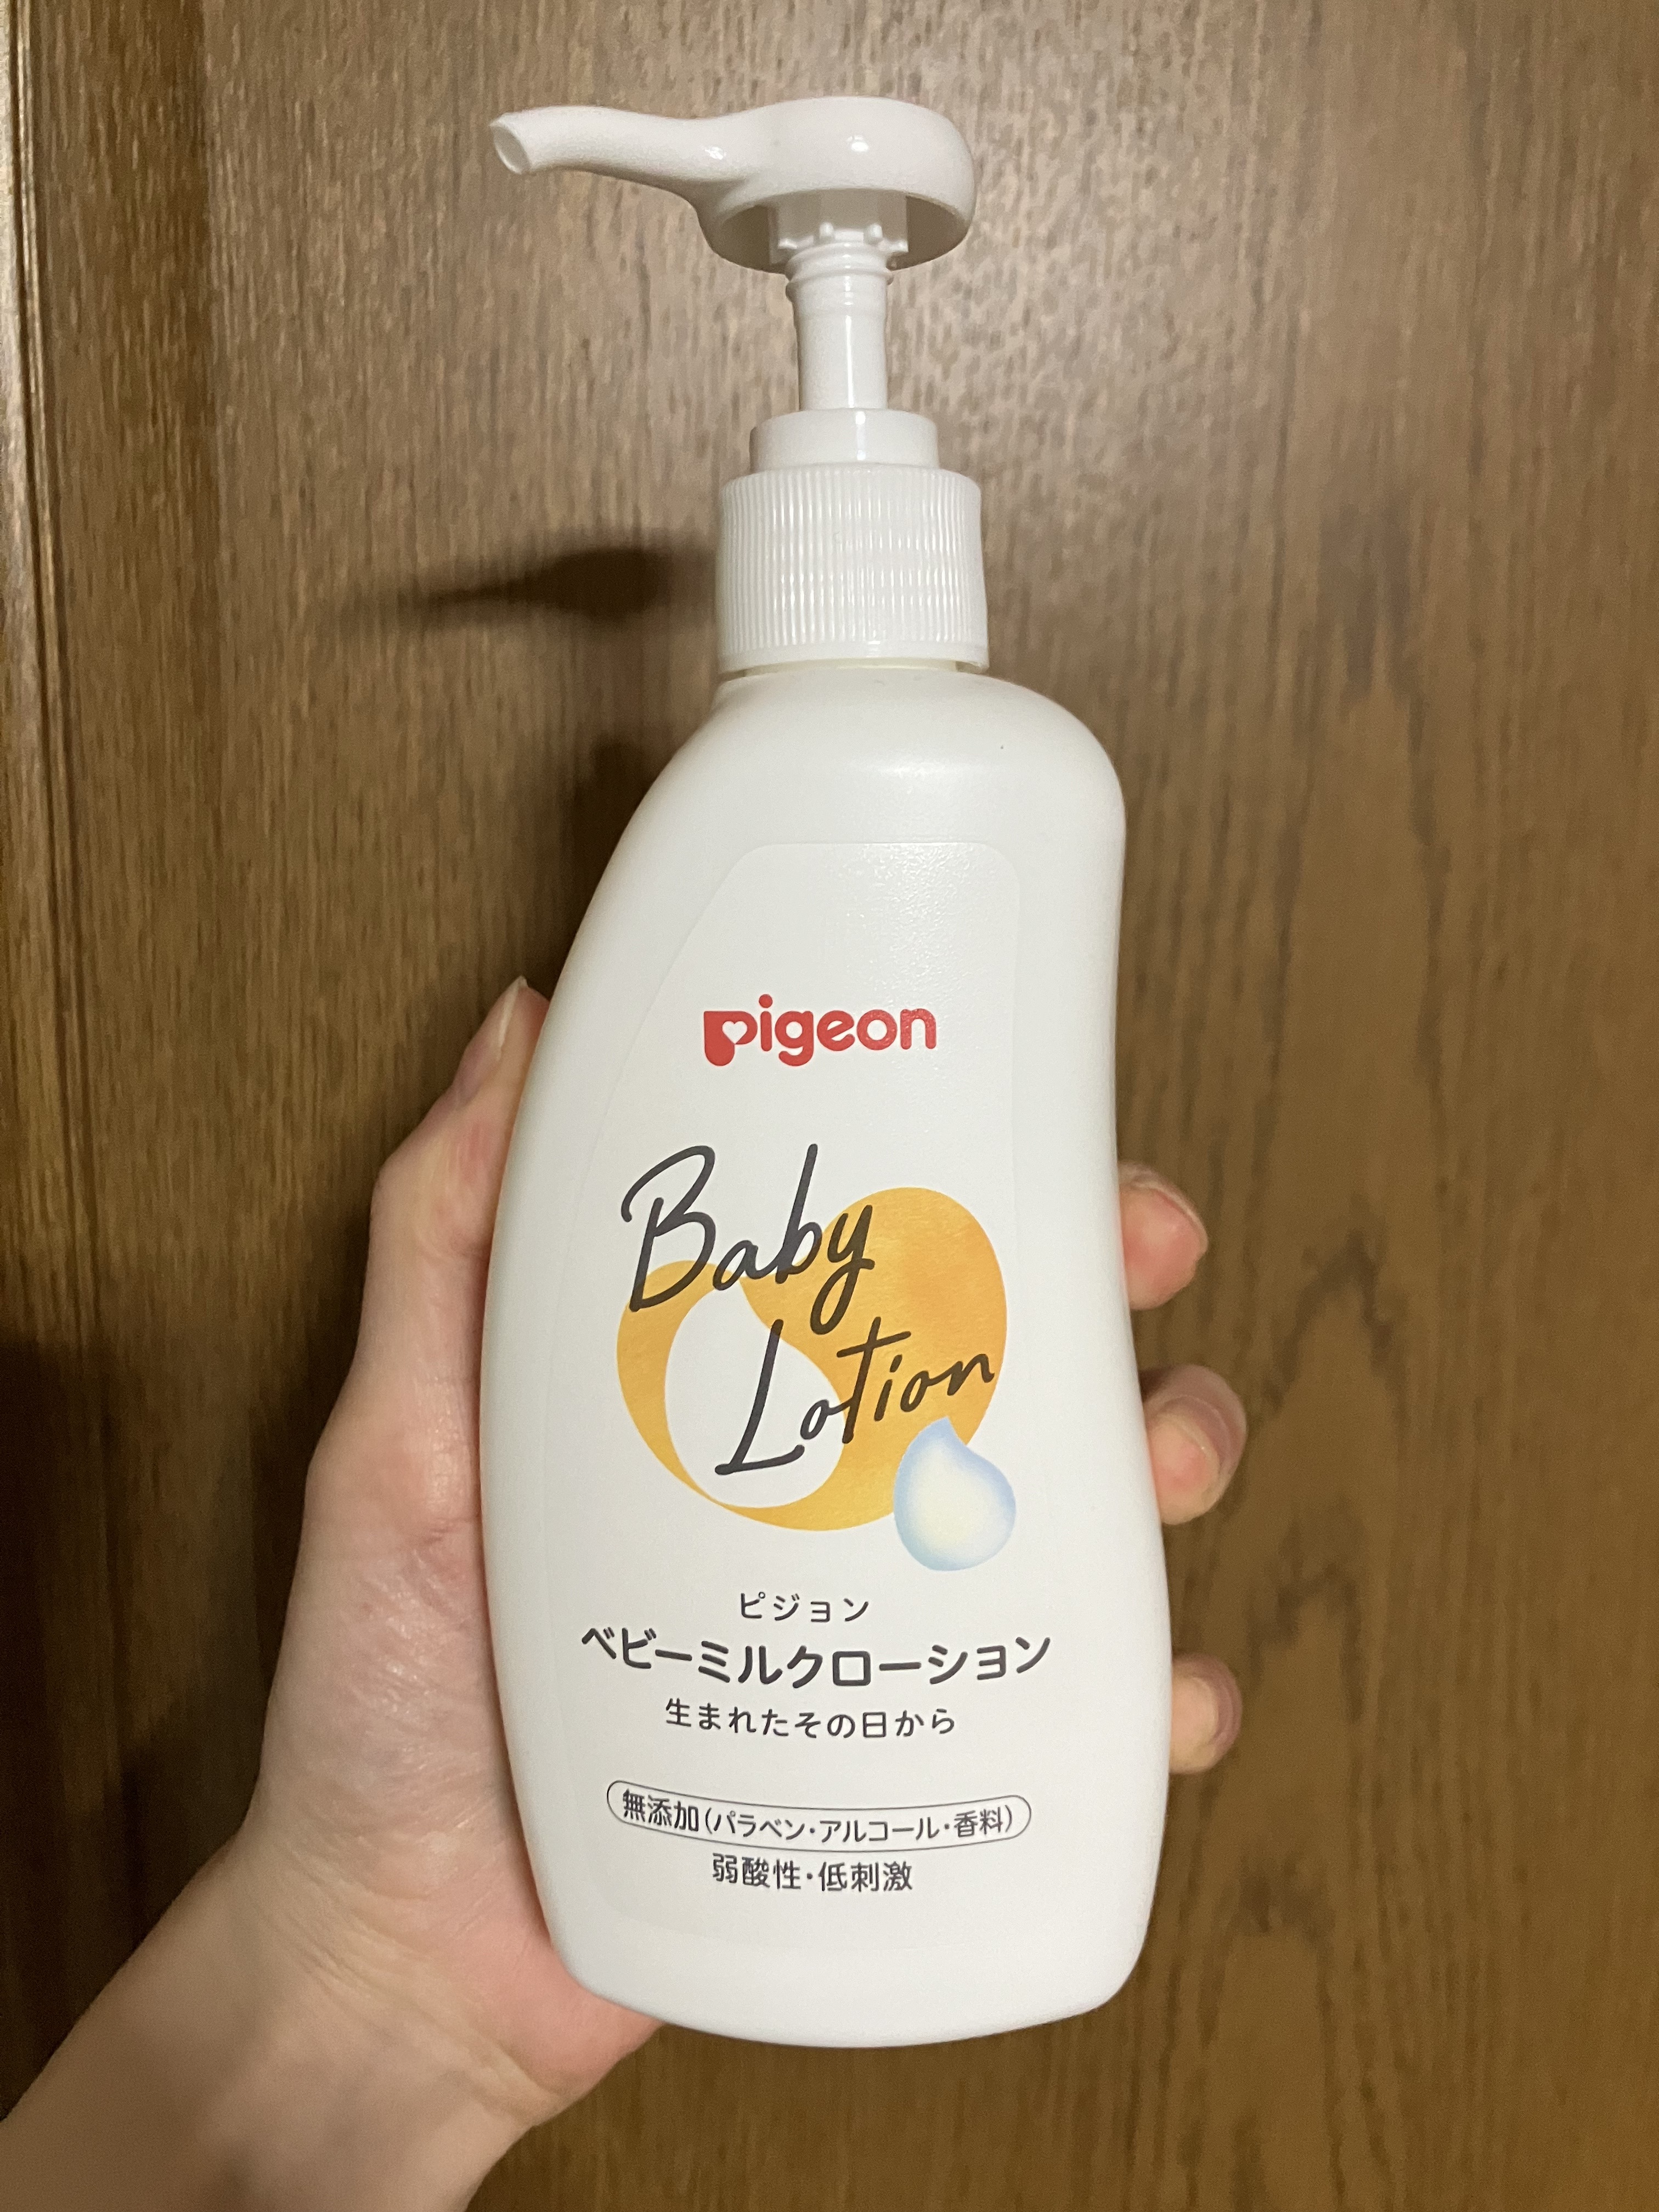 pigeon
Baby
Lotion
ピジョン
ベビーミルクローション
生まれたその日から
無添加(パラベン・アルコール・香料)
弱酸性・低刺激